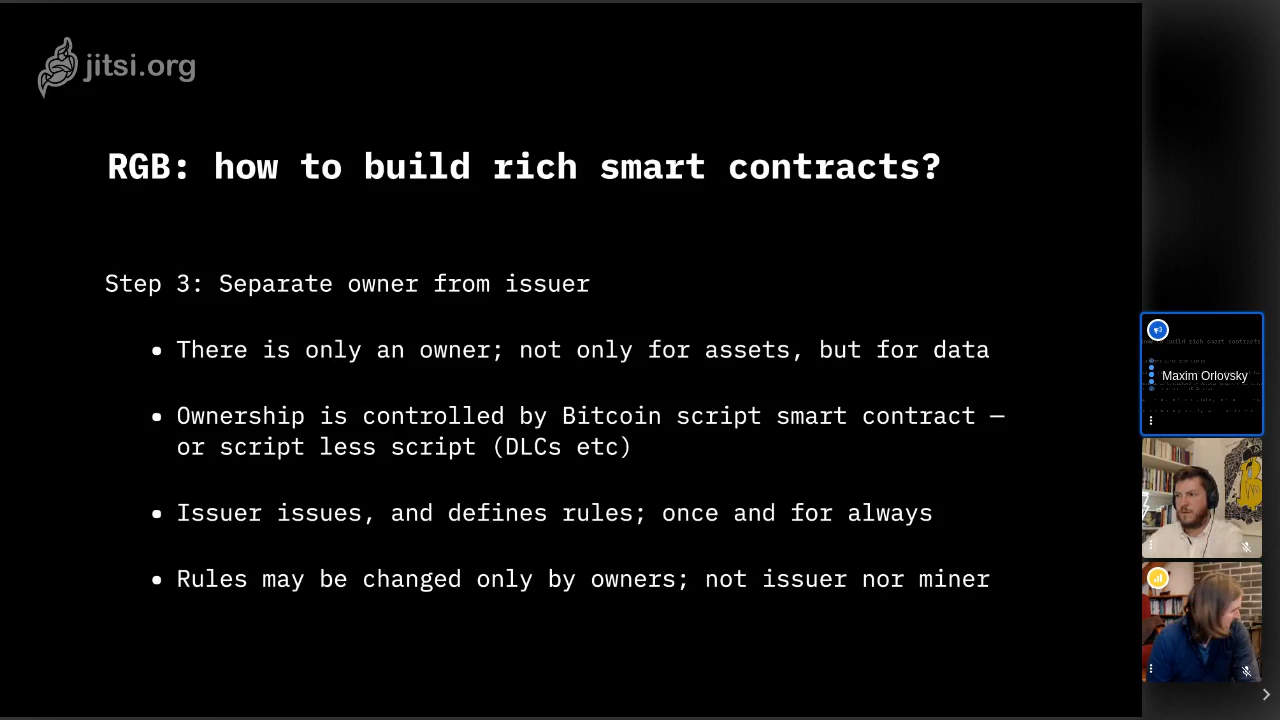 jitsi.org
RGB: how to build rich smart contracts?
Step 3: Separate owner from issuer
• There is only an owner; not only for assets, but for data
• Ownership is controlled by Bitcoin script smart contract —
or script less script (DLCs etc)
• Issuer issues, and defines rules; once and for always
• Rules may be changed only by owners; not issuer nor miner
Maxim Orlovsky